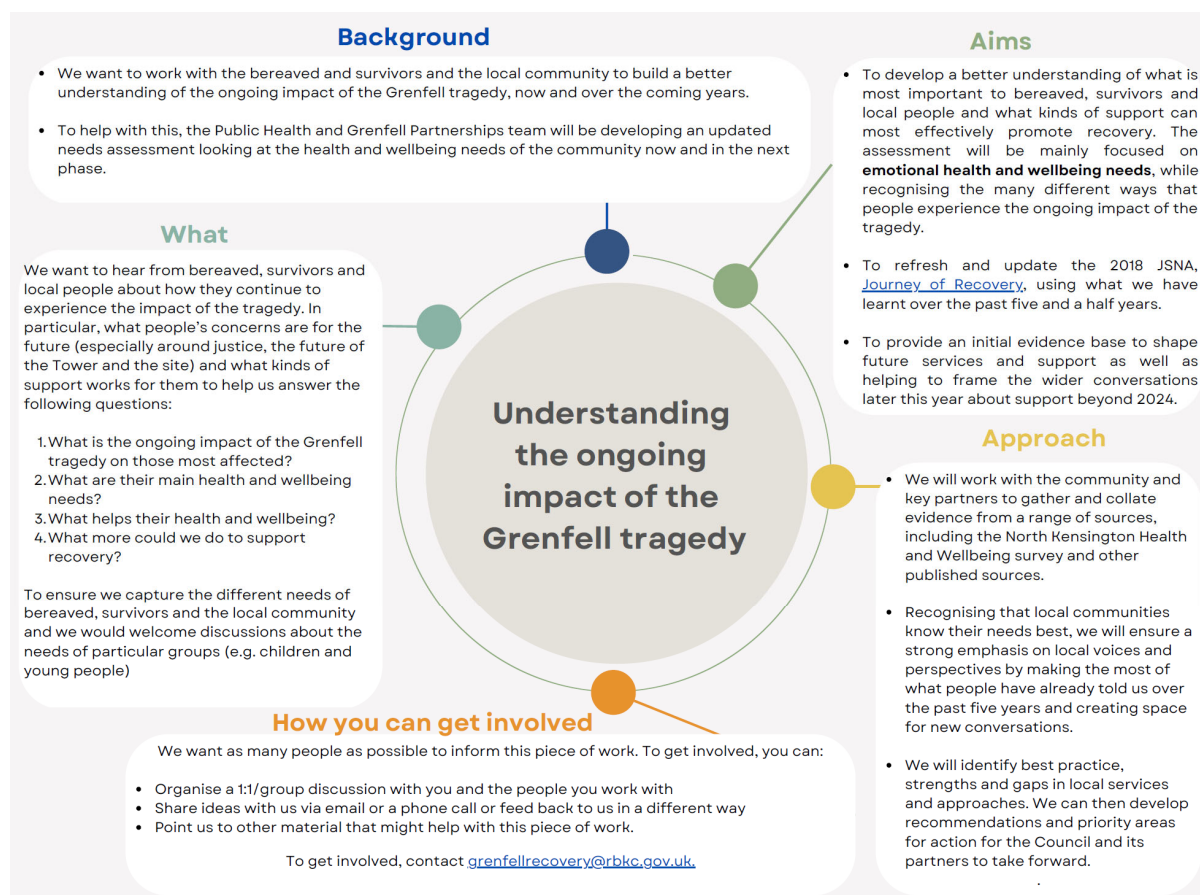 Background
• We want to work with the bereaved and survivors and the local community to build a better
understanding of the ongoing impact of the Grenfell tragedy, now and over the coming years.
• To help with this, the Public Health and Grenfell Partnerships team will be developing an updated
needs assessment looking at the health and wellbeing needs of the community now and in the next
phase.
Aims
• To develop a better understanding of what is
most important to bereaved, survivors and
local people and what kinds of support can
most effectively promote recovery. The
assessment will be mainly focused on
emotional health and wellbeing needs, while
recognising the many different ways that
people experience the ongoing impact of the
tragedy.
• To refresh and update the 2018 JSNA,
Journey of Recovery, using what we have
learnt over the past five and a half years.
• To provide an initial evidence base to shape
future services and support as well as
helping to frame the wider conversations
later this year about support beyond 2024.
What
We want to hear from bereaved, survivors and
local people about how they continue to
experience the impact of the tragedy. In
particular, what people's concerns are for the
future (especially around justice, the future of
the Tower and the site) and what kinds of
support works for them to help us answer the
following questions:
1. What is the ongoing impact of the Grenfell
tragedy on those most affected?
2. What are their main health and wellbeing
needs?
3. What helps their health and wellbeing?
4. What more could we do to support
recovery?
To ensure we capture the different needs of
bereaved, survivors and the local community
and we would welcome discussions about the
needs of particular groups (e.g. children and
young people)
Understanding
the ongoing
impact of the
Grenfell tragedy
Approach
• We will work with the community and
key partners to gather and collate
evidence from a range of sources,
including the North Kensington Health
and Wellbeing survey and other
published sources.
• Recognising that local communities
know their needs best, we will ensure a
strong emphasis on local voices and
perspectives by making the most of
what people have already told us over
the past five years and creating space
for new conversations.
• We will identify best practice,
strengths and gaps in local services
and approaches. We can then develop
recommendations and priority areas
for action for the Council and its
partners to take forward.
.
How you can get involved
We want as many people as possible to inform this piece of work. To get involved, you can:
• Organise a 1:1/group discussion with you and the people you work with
• Share ideas with us via email or a phone call or feed back to us in a different way
• Point us to other material that might help with this piece of work.
To get involved, contact grenfellrecovery@rbkc.gov.uk.